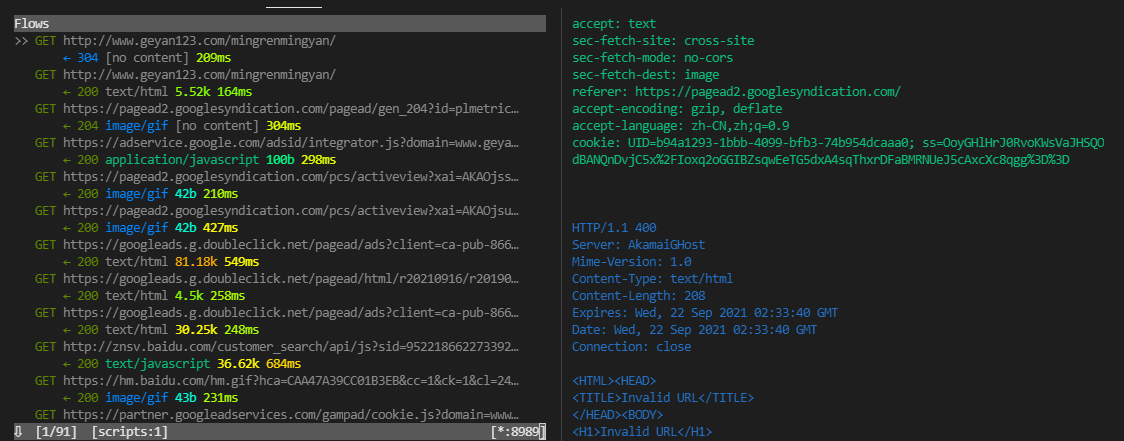 Flows
>> GET http://www.geyan123.com/mingrenmingyan/
← 304 [no content] 209ms
GET http://www.geyan123.com/mingrenmingyan/
← 200 text/html 5.52k 164ms
GET https://pagead2.googlesyndication.com/pagead/gen_204?id=plmetric…
← 204 image/gif [no content] 304ms
GET https://adservice.google.com/adsid/integrator.js?domain=www.geya…
← 200 application/javascript 100b 298ms
GET https://pagead2.googlesyndication.com/pcs/activeview?xai=AKAOjss…
← 200 image/gif 42b 210ms
GET https://pagead2.googlesyndication.com/pcs/activeview?xai=AKAOjsu…
← 200 image/gif 42b 427ms
GET https://googleads.g.doubleclick.net/pagead/ads?client=ca-pub-866…
← 200 text/html 81.18k 549ms
GET https://googleads.g.doubleclick.net/pagead/html/r20210916/r20190…
← 200 text/html 4.5k 258ms
GET https://googleads.g.doubleclick.net/pagead/ads?client=ca-pub-866…
← 200 text/html 30.25k 248ms
GET http://znsv.baidu.com/customer_search/api/js?sid=952218662273392…
← 200 text/javascript 36.62k 684ms
GET https://hm.baidu.com/hm.gif?hca=CAA47A39CC01B3EB&cc=1&ck=1&cl=24…
← 200 image/gif 43b 231ms
GET https://partner.googleadservices.com/gampad/cookie.js?domain=www…
⇩ [1/91] [scripts:1] [*:8989]
accept: text
sec-fetch-site: cross-site
sec-fetch-mode: no-cors
sec-fetch-dest: image
referer: https://pagead2.googlesyndication.com/
accept-encoding: gzip, deflate
accept-language: zh-CN,zh;q=0.9
cookie: UID=b94a1293-1bbb-4099-bfb3-74b954dcaaa0; ss=OoyGHlHrJ0RvoKWsVaJHSQO
dBANQnDvjC5x%2FIoxq2oGGIBZsqwEeTG5dxA4sqThxrDFaBMRNUeJ5cAxcXc8qgg%3D%3D
HTTP/1.1 400
Server: AkamaiGHost
Mime-Version: 1.0
Content-Type: text/html
Content-Length: 208
Expires: Wed, 22 Sep 2021 02:33:40 GMT
Date: Wed, 22 Sep 2021 02:33:40 GMT
Connection: close
<HTML><HEAD>
<TITLE>Invalid URL</TITLE>
</HEAD><BODY>
<H1>Invalid URL</H1>